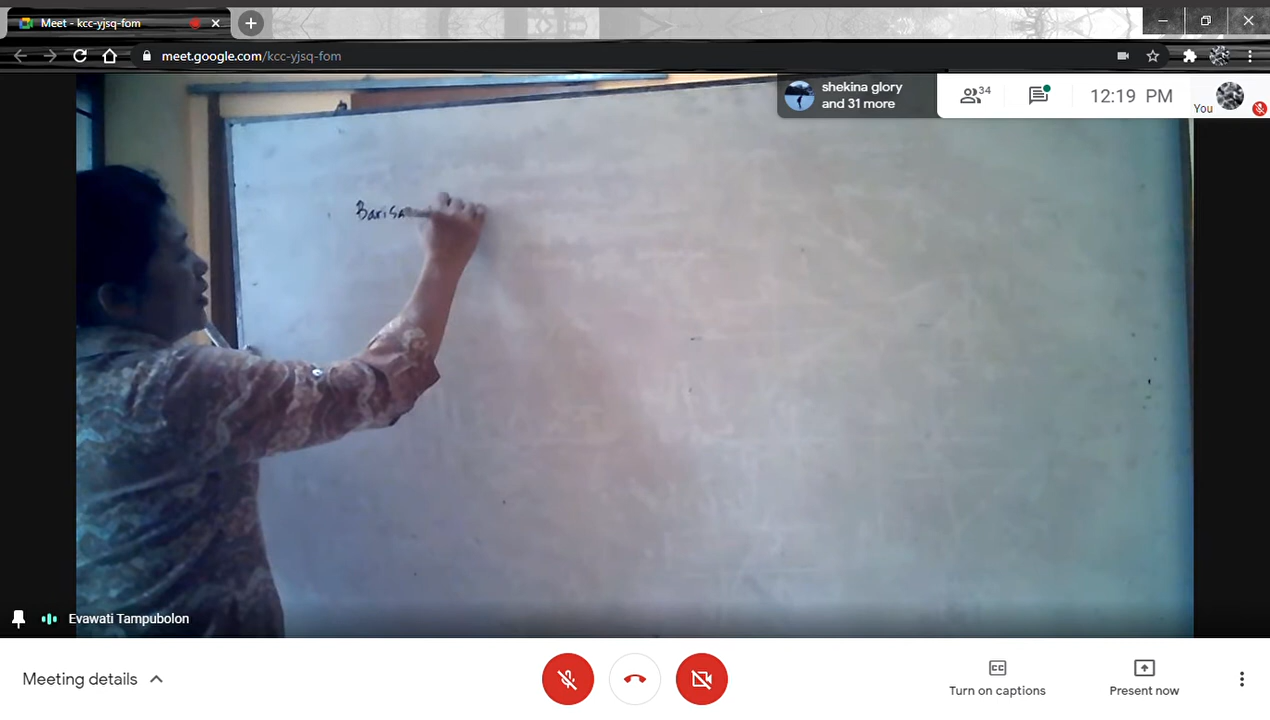 Meet - kcc-yjsq-fom
meet.google.com/kcc-yjsq-fom
shekina glory
and 31 more
34
12:19 PM
You
Barisa
Evawati Tampubolon
Meeting details
CC
Turn on captions
Present now